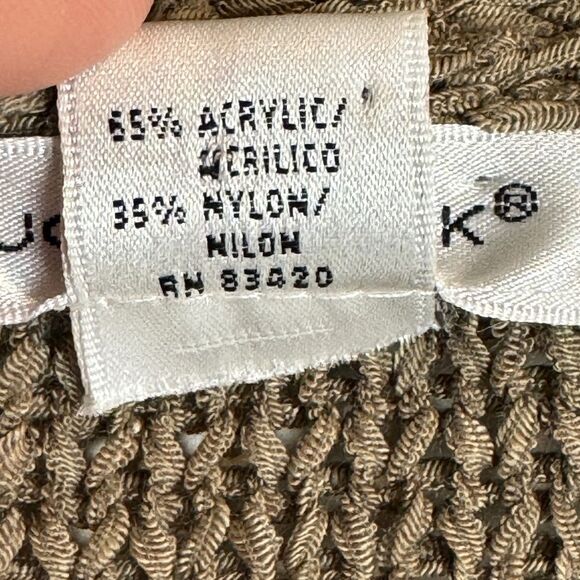 65% ACRYLIC/
ACRILICO
35% NYLON/
NILON
RN 83420
K®